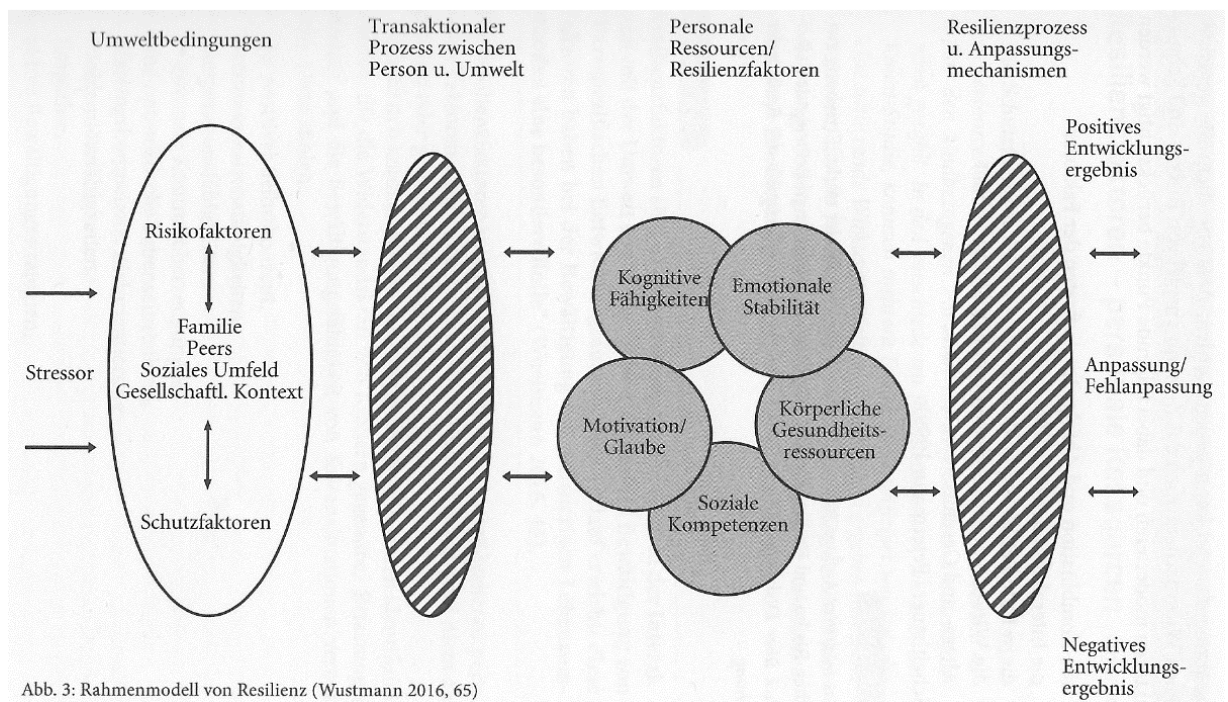 Umweltbedingungen
Transaktionaler
Prozess zwischen
Person u. Umwelt
Personale
Ressourcen/
Resilienzfaktoren
Resilienzprozess
u. Anpassungs-
mechanismen
Stressor
Risikofaktoren
Familie
Peers
Soziales Umfeld
Gesellschaftl. Kontext
Schutzfaktoren
Kognitive
Fähigkeiten
Emotionale
Stabilität
Motivation/
Glaube
Körperliche
Gesundheits-
ressourcen
Soziale
Kompetenzen
Positives
Entwicklungs-
ergebnis
Anpassung/
Fehlanpassung
Negatives
Entwicklungs-
ergebnis
Abb. 3: Rahmenmodell von Resilienz (Wustmann 2016, 65)